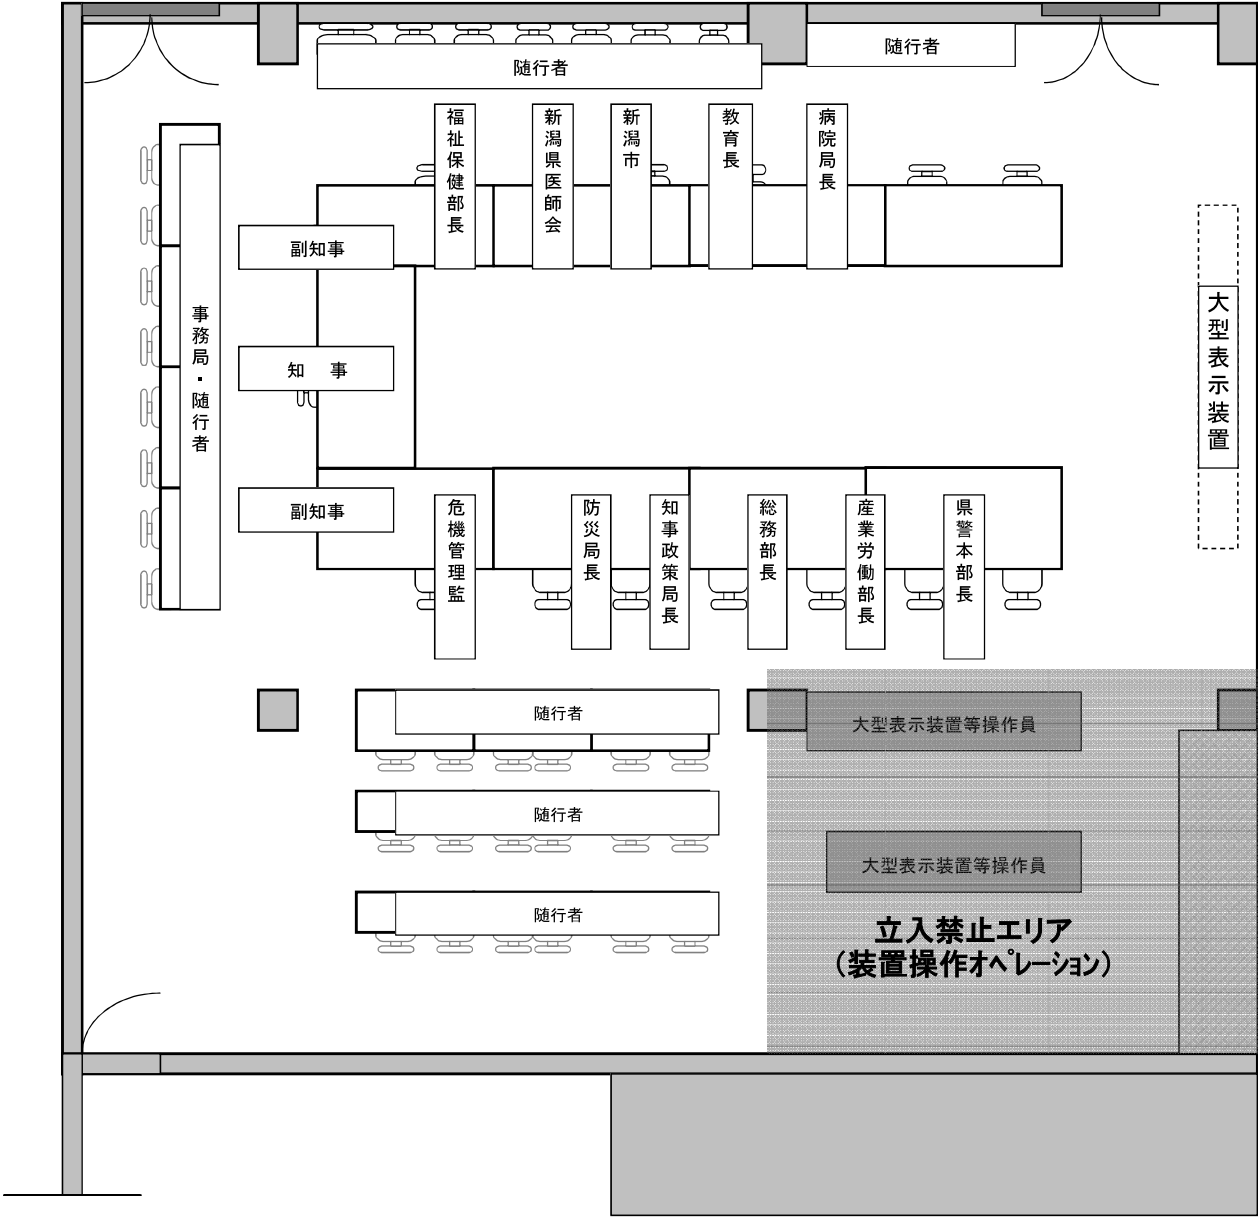 随行者
随行者
福祉保健部長
新潟県医師会
新潟市
教育長
病院局長
副知事
知　事
副知事
事務局・随行者
大型表示装置
危機管理監
防災局長
知事政策局長
総務部長
産業労働部長
県警本部長
随行者
随行者
随行者
大型表示装置等操作員
大型表示装置等操作員
立入禁止エリア
（装置操作オペレーション）